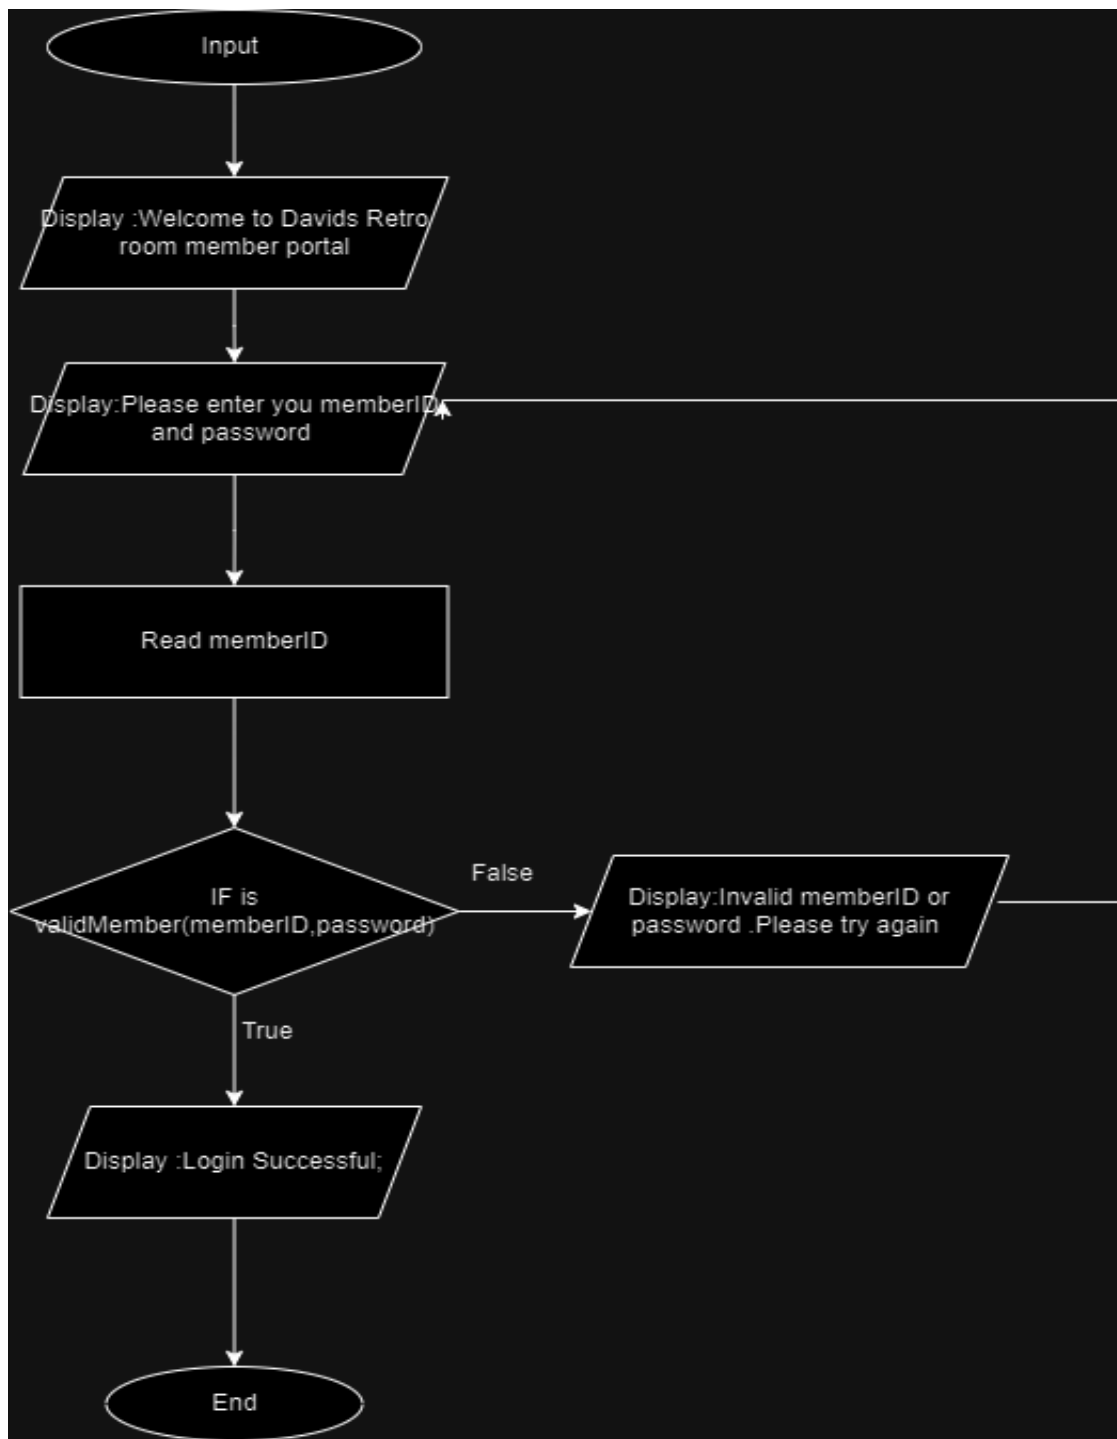 Input
Display :Welcome to Davids Retro
room member portal
Display:Please enter you memberID
and password
Read memberID
IF is
validMember(memberID,password)
False
Display:Invalid memberID or
password .Please try again
True
Display :Login Successful;
End